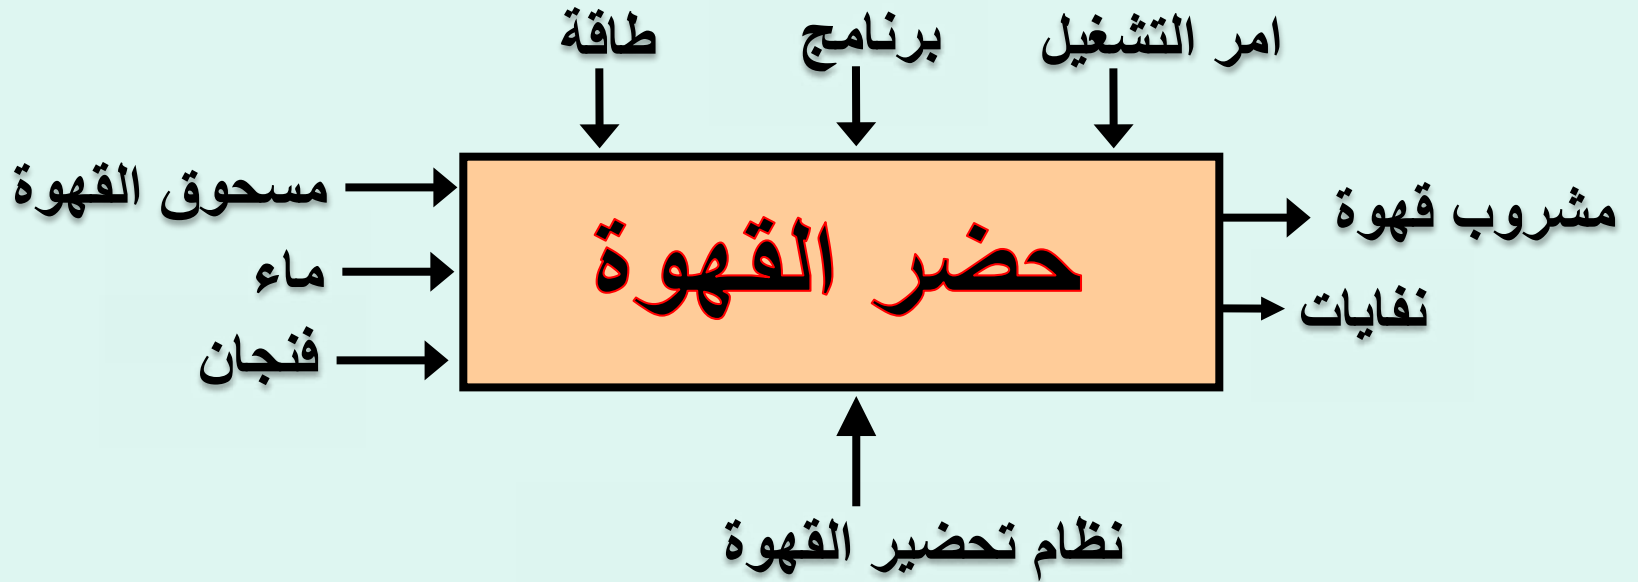 امر التشغيل
برنامج
طاقة
مشروب قهوة
نفايات
حضر القهوة
مسحوق القهوة
ماء
فنجان
نظام تحضير القهوة